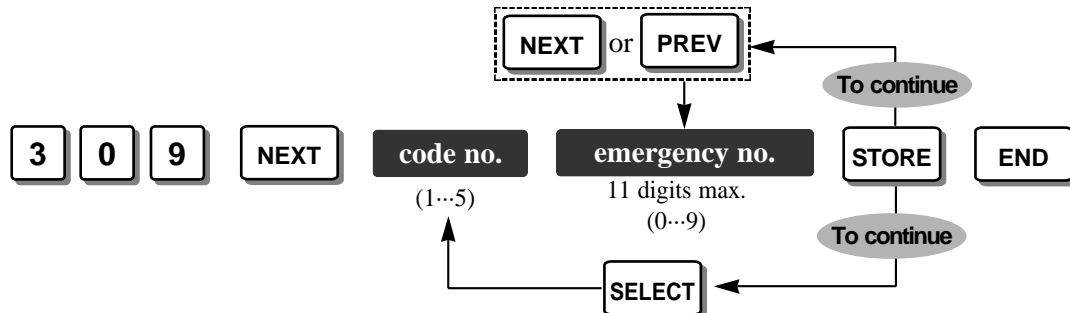 NEXT or PREV
To continue
3 0 9 NEXT code no. emergency no. STORE END
(1···5) 11 digits max.
(0···9)
To continue
SELECT